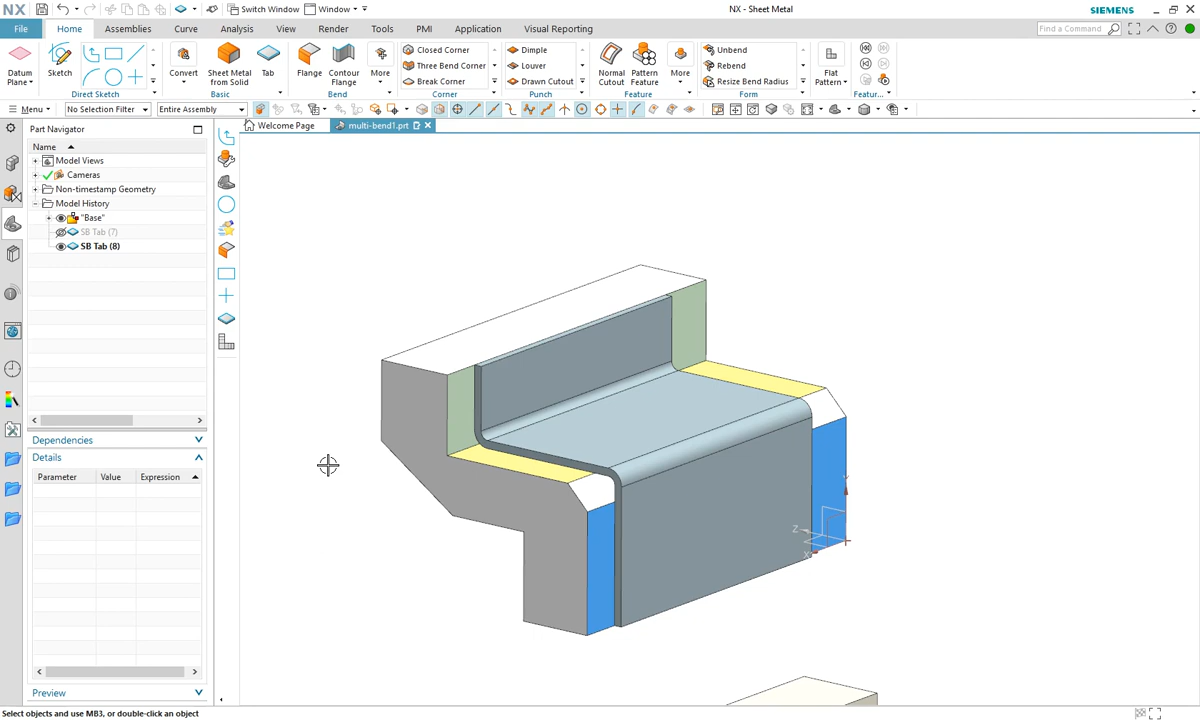 NX
Switch Window
Window
NX - Sheet Metal
SIEMENS
File
Home
Assemblies
Curve
Analysis
View
Render
Tools
PMI
Application
Visual Reporting
Find a Command
Datum Plane
Sketch
Direct Sketch
Convert
Sheet Metal from Solid
Tab
Basic
Flange
Contour Flange
More
Bend
Closed Corner
Three Bend Corner
Break Corner
Corner
Dimple
Louver
Drawn Cutout
Punch
Normal Cutout
Pattern Feature
More
Feature
Unbend
Rebend
Resize Bend Radius
Form
Flat Pattern
Featur...
Menu
No Selection Filter
Entire Assembly
Part Navigator
Welcome Page
multi-bend1.prt
Name
Model Views
Cameras
Non-timestamp Geometry
Model History
"Base"
SB Tab (7)
SB Tab (8)
Dependencies
Details
Parameter
Value
Expression
Preview
Z
X
Select objects and use MB3, or double-click an object